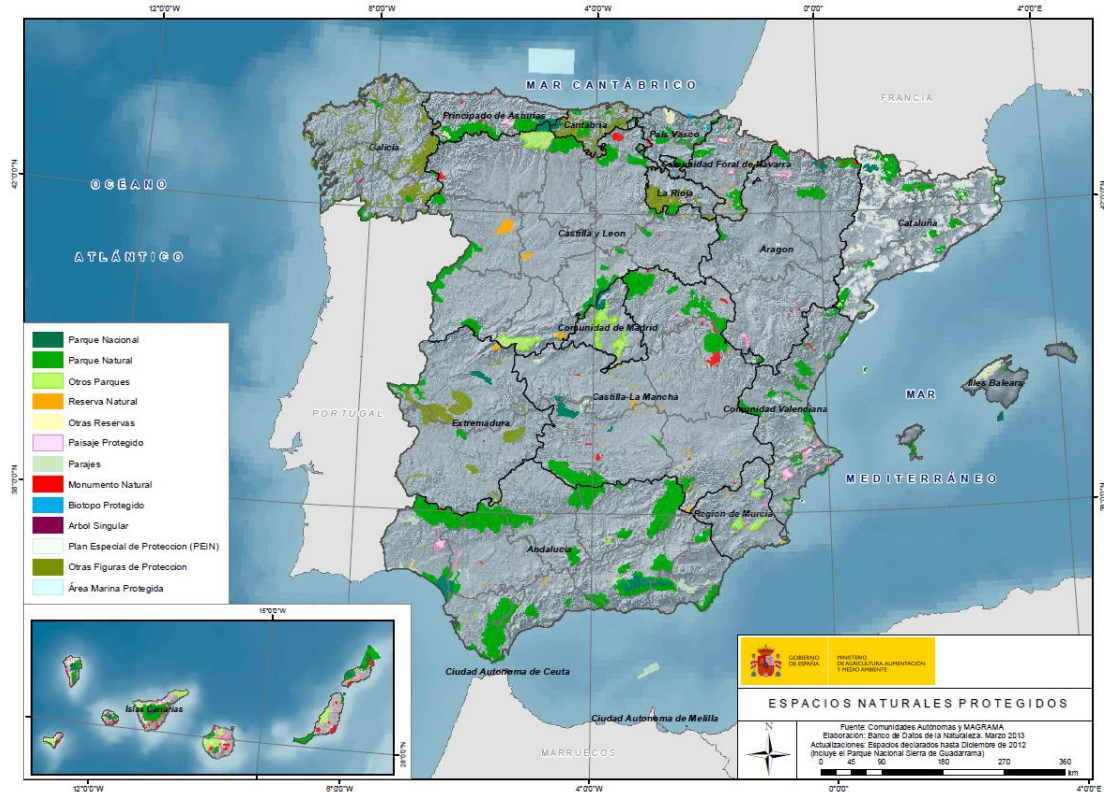 12°0'0"W
8°0'0"W
4°0'0"W
0°0'0"
4°0'0"E
MAR CANTÁBRICO
FRANCIA
Principado de Asturias
Cantabria
País Vasco
Galicia
Comunidad Foral de Navarra
42°0'0"N
OCÉANO
La Rioja
Cataluña
Castilla y Leon
ATLÁNTICO
Aragon
Comunidad de Madrid
Parque Nacional
Parque Natural
Otros Parques
Reserva Natural
Otras Reservas
Paisaje Protegido
Parajes
Monumento Natural
Biotopo Protegido
Arbol Singular
Plan Especial de Proteccion (PEIN)
Otras Figuras de Proteccion
Área Marina Protegida
Illes Balears
MAR
Castilla-La Mancha
PORTUGAL
Comunidad Valenciana
Extremadura
38°0'0"N
MEDITERRÁNEO
Región de Murcia
Andalucía
15°0'0"W
Islas Canarias
28°0'0"N
Ciudad Autonoma de Ceuta
Ciudad Autonoma de Melilla
MARRUECOS
GOBIERNO
DE ESPAÑA
MINISTERIO
DE AGRICULTURA, ALIMENTACIÓN
Y MEDIO AMBIENTE
ESPACIOS NATURALES PROTEGIDOS
N
Fuente: Comunidades Autónomas y MAGRAMA
Elaboración: Banco de Datos de la Naturaleza. Marzo 2013
Actualizaciones: Espados declarados hasta Diciembre de 2012
(Incluye el Parque Nacional Sierra de Guadarrama)
0 45 90 180 270 360
km
12°0'0"W
8°0'0"W
4°0'0"W
0°0'0"
4°0'0"E